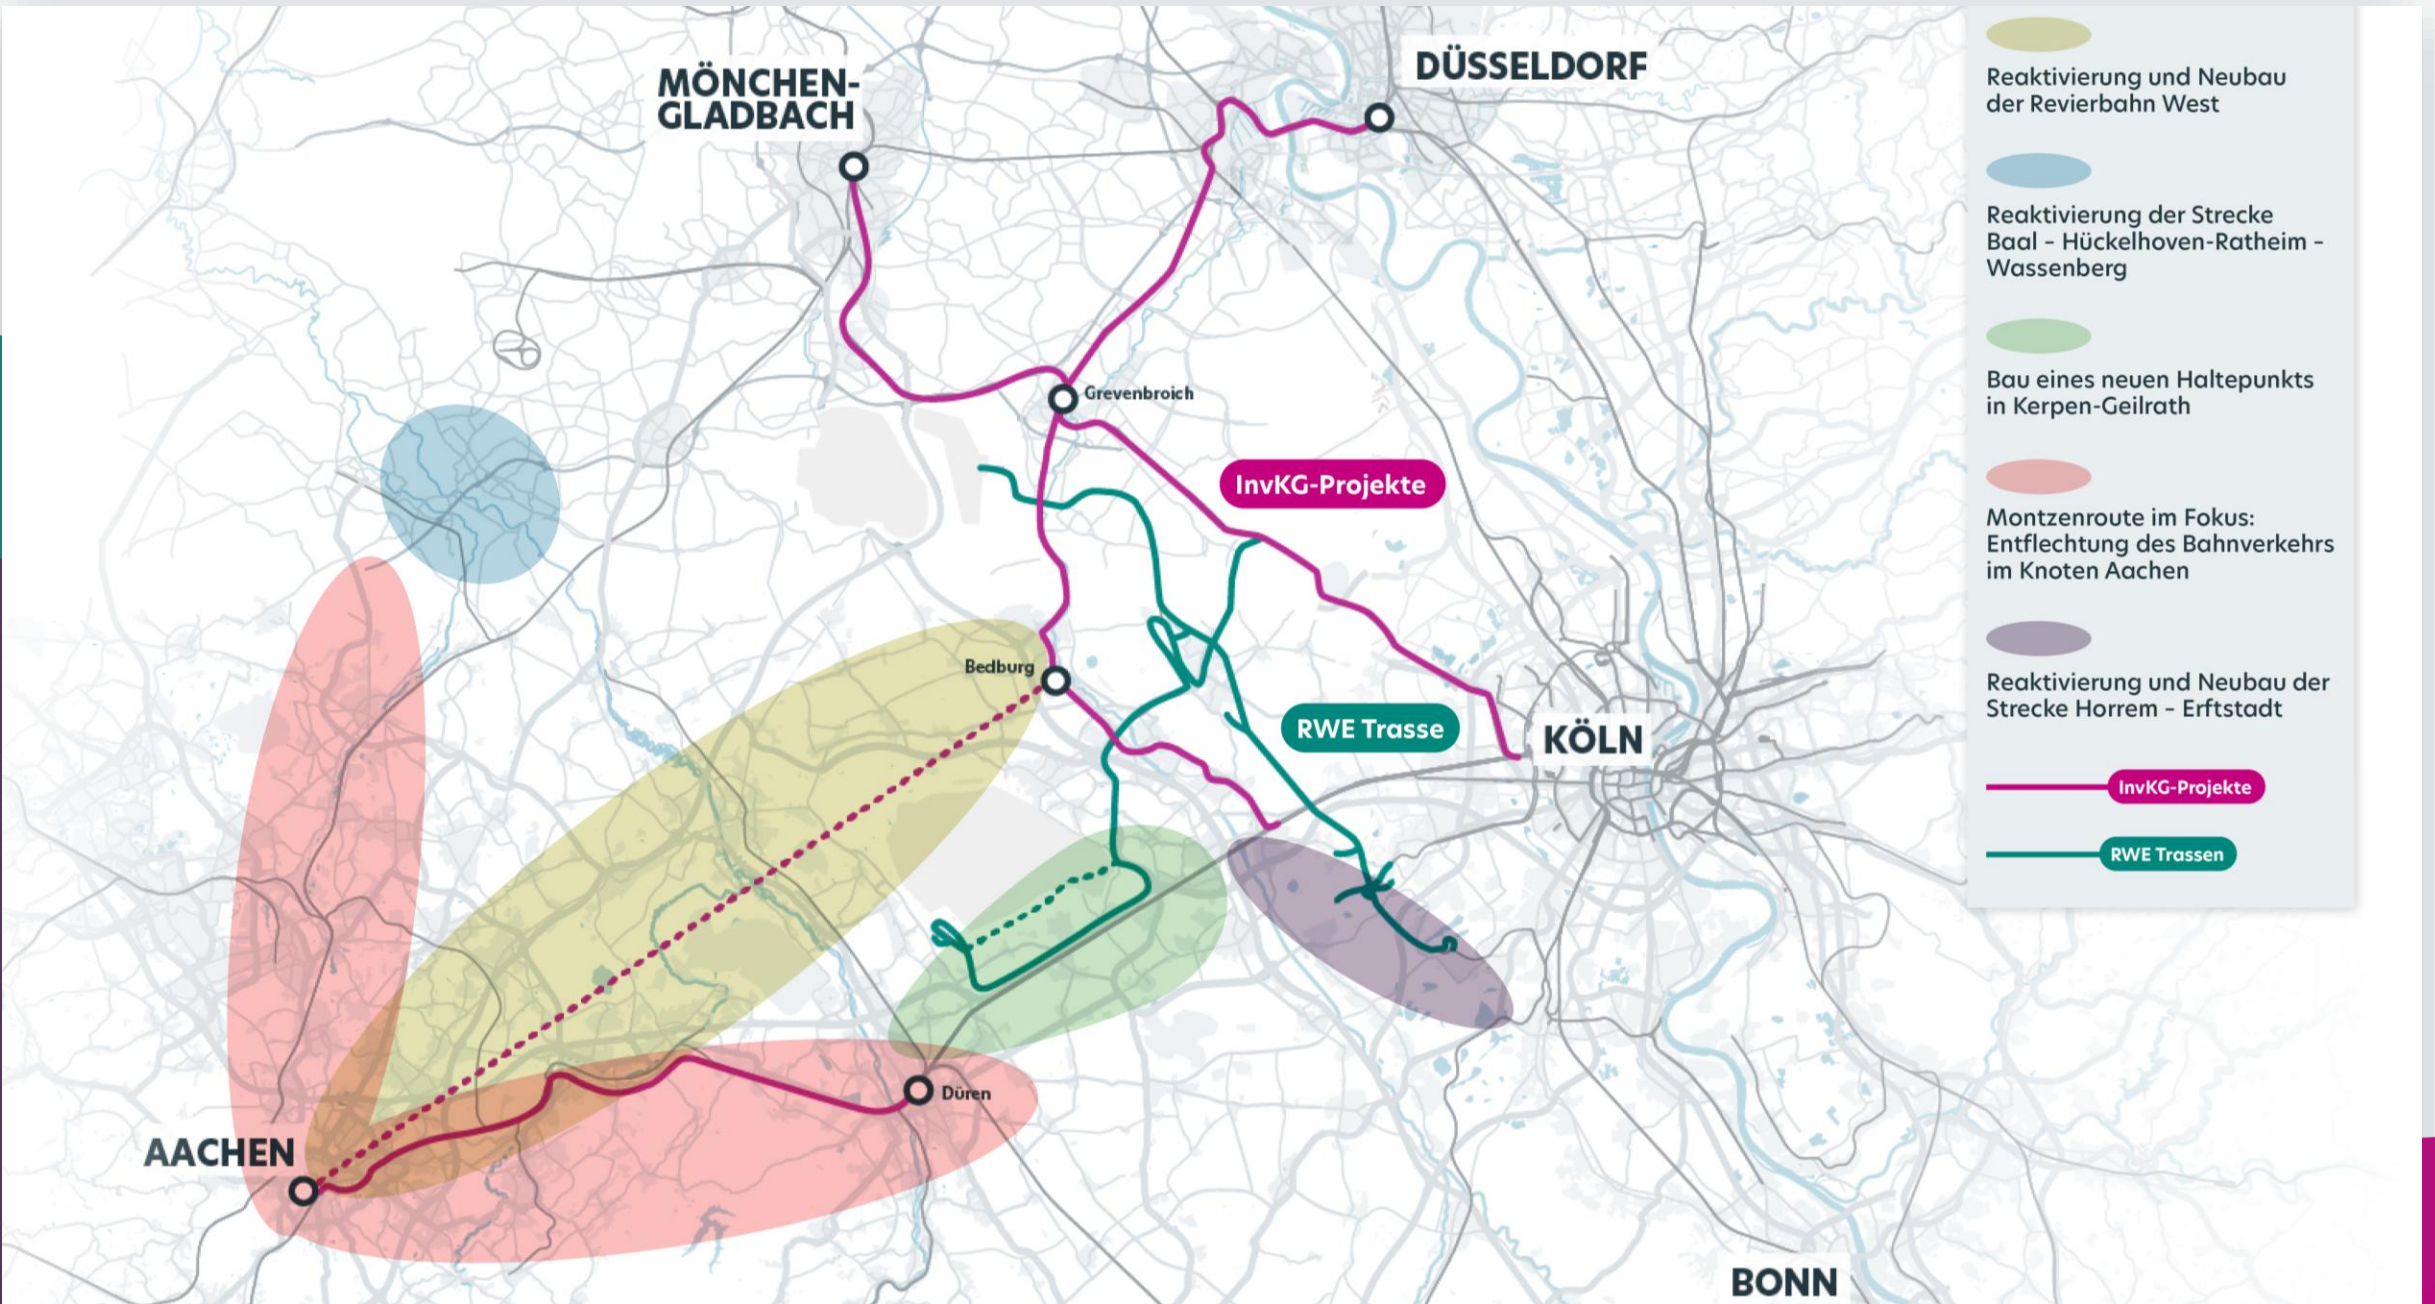 MÖNCHEN-
GLADBACH
DÜSSELDORF
Grevenbroich
InvKG-Projekte
Bedburg
RWE Trasse
KÖLN
Düren
AACHEN
BONN
Reaktivierung und Neubau
der Revierbahn West
Reaktivierung der Strecke
Baal – Hückelhoven-Ratheim –
Wassenberg
Bau eines neuen Haltepunkts
in Kerpen-Geilrath
Montzenroute im Fokus:
Entflechtung des Bahnverkehrs
im Knoten Aachen
Reaktivierung und Neubau der
Strecke Horrem – Erftstadt
InvKG-Projekte
RWE Trassen